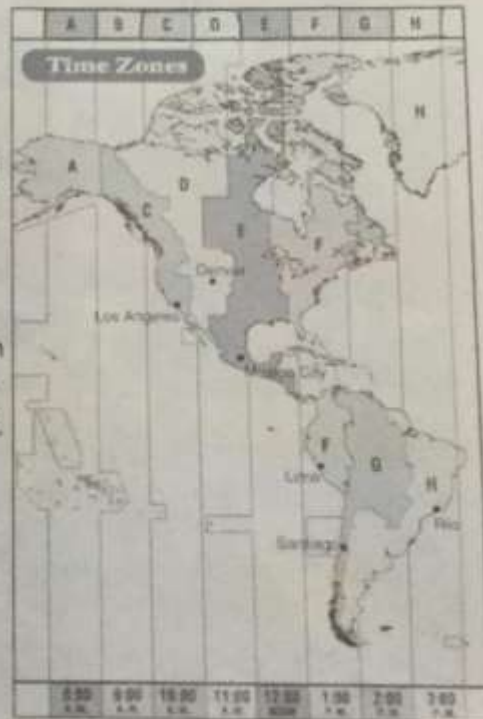 A B C D E F G H
Time Zones
H
A
D
C
E
F
Denver
Los Angeles
Mexico City
F
G
Lima
H
Rio
Santiago
8:00 9:00 10:00 11:00 12:00 1:00 2:00 3:00
A.M. A.M. A.M. A.M. NOON P.M. P.M. P.M.